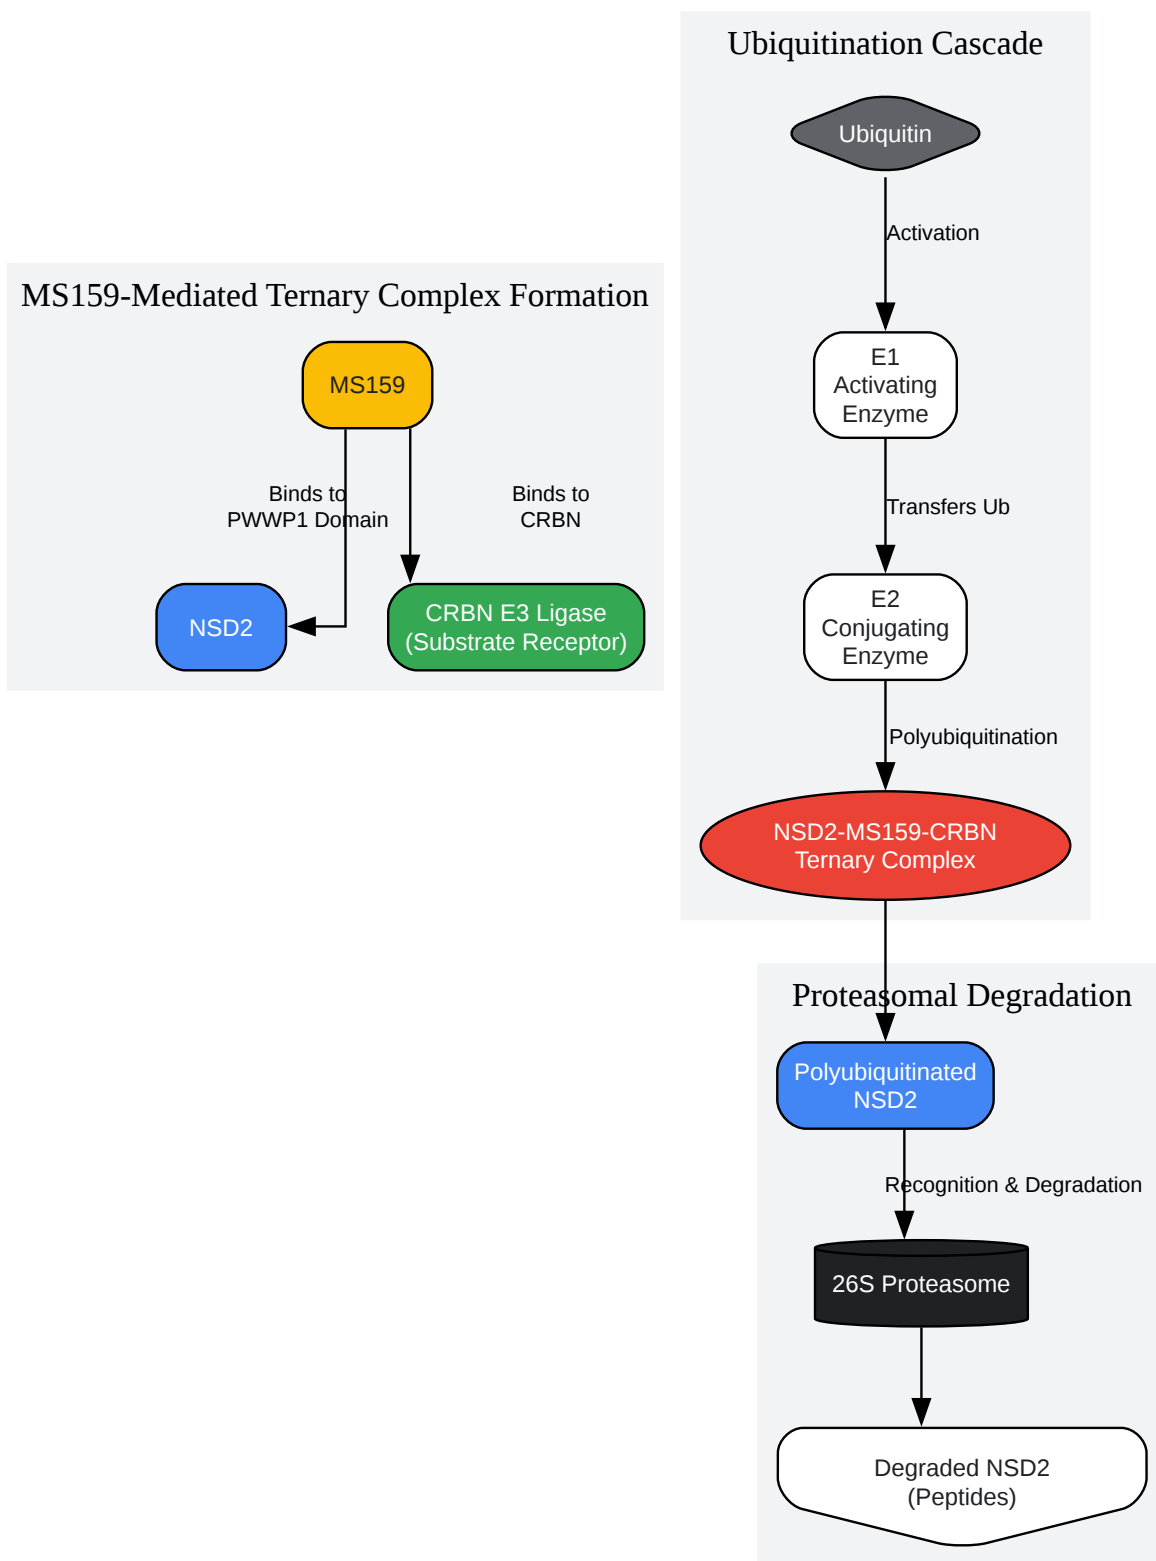 Ubiquitination Cascade
Ubiquitin
Activation
E1
Activating
Enzyme
Transfers Ub
E2
Conjugating
Enzyme
Polyubiquitination
NSD2-MS159-CRBN
Ternary Complex
MS159-Mediated Ternary Complex Formation
MS159
Binds to
PWWP1 Domain
Binds to
CRBN
NSD2
CRBN E3 Ligase
(Substrate Receptor)
Proteasomal Degradation
Polyubiquitinated
NSD2
Recognition & Degradation
26S Proteasome
Degraded NSD2
(Peptides)